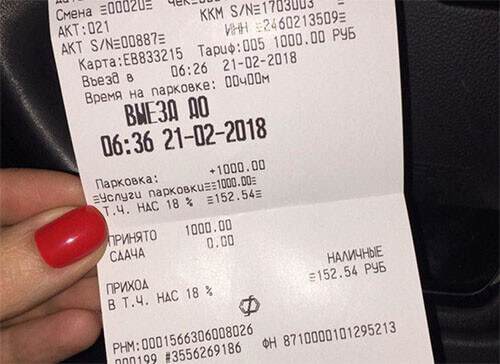 Смена ≡00020≡ Чек
ККМ S/N≡1703003
АКТ:021
ИНН ≡2460213509≡
АКТ S/N≡00887≡
Тариф:005 1000.00 РУБ
Карта:EB833215
Въезд в 06:26 21-02-2018
Время на парковке: 00ч00м
ВЫЕЗД ДО
06:36 21-02-2018
Парковка: +1000.00
≡Услуги парковки≡≡1000.00≡
Т.Ч. НАС 18 % ≡152.54≡
ПРИНЯТО 1000.00
СДАЧА 0.00
ПРИХОД НАЛИЧНЫЕ
В Т.Ч. НАС 18 % ≡152.54 РУБ
РНМ:0001566306008026
ФН 8710000101295213
#3556269186